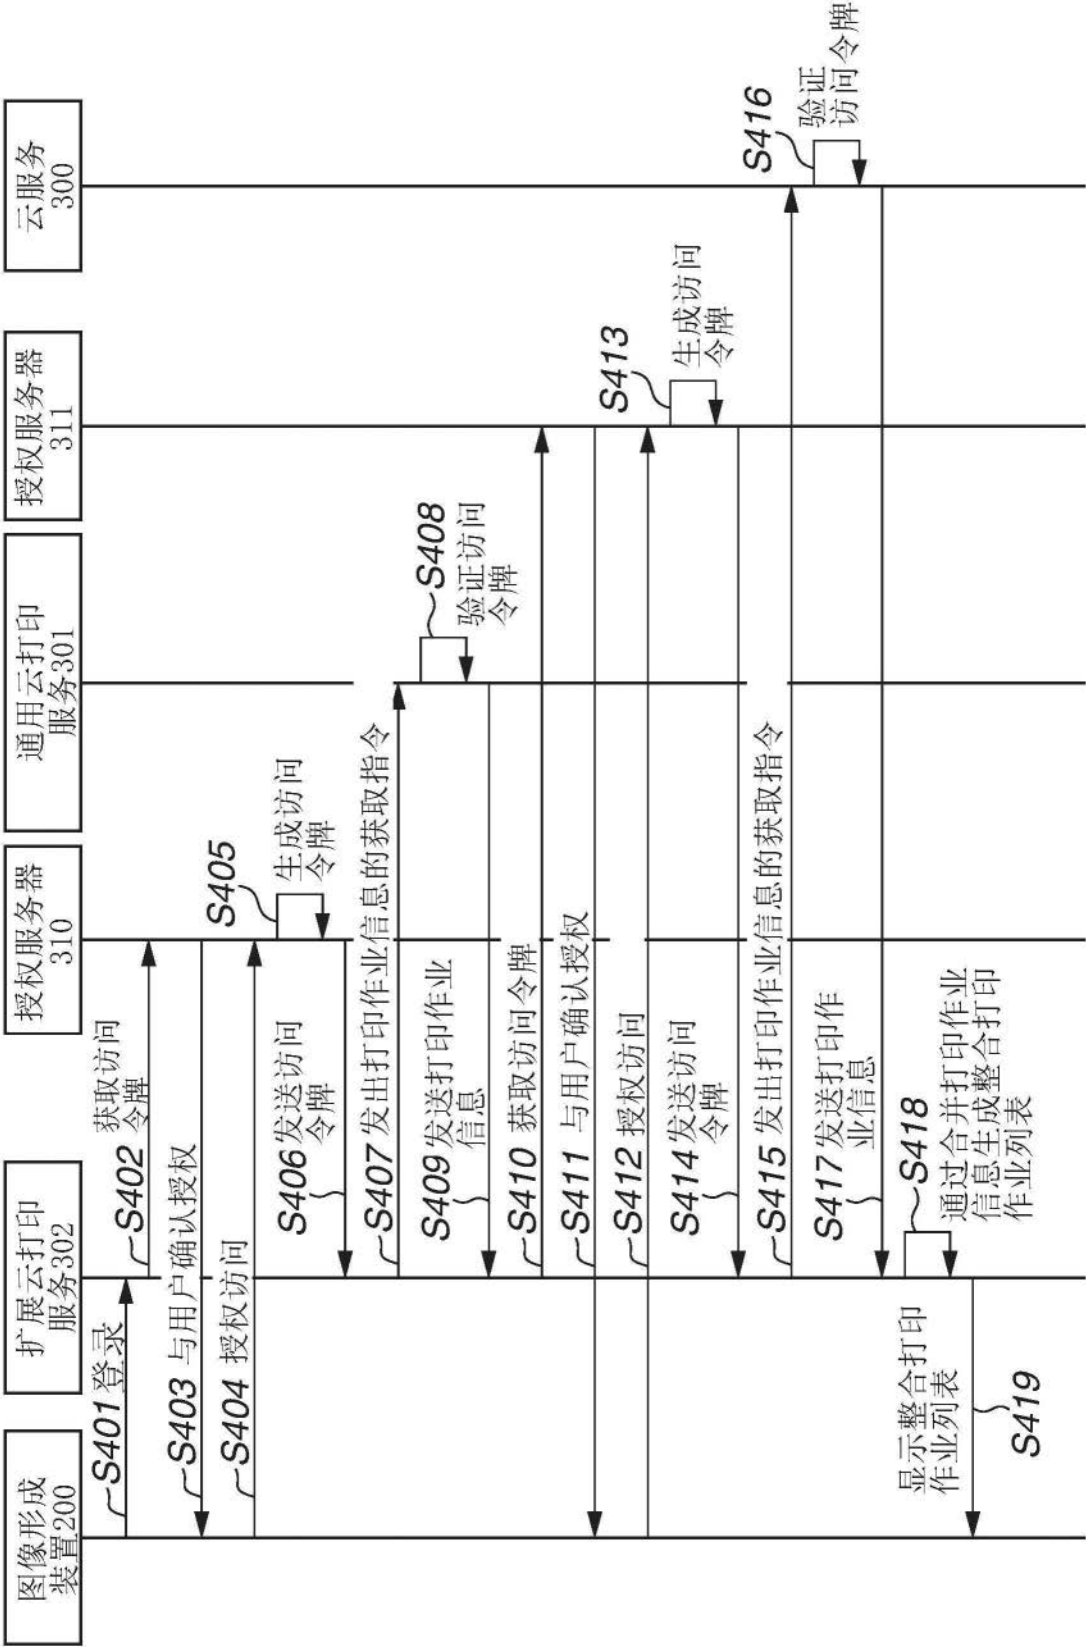 图像形成
装置200
扩展云打印
服务302
授权服务器
310
通用云打印
服务301
授权服务器
311
云服务
300
S401 登录
S402 获取访问
令牌
S403 与用户确认授权
S404 授权访问
S405
生成访问
令牌
S406 发送访问
令牌
S407 发出打印作业信息的获取指令
S408
验证访问
令牌
S409 发送打印作业
信息
S410 获取访问令牌
S411 与用户确认授权
S412 授权访问
S413
生成访问
令牌
S414 发送访问
令牌
S415 发出打印作业信息的获取指令
S416
验证
访问令牌
S417 发送打印作
业信息
S418
通过合并打印作业
信息生成整合打印
作业列表
显示整合打印
作业列表
S419